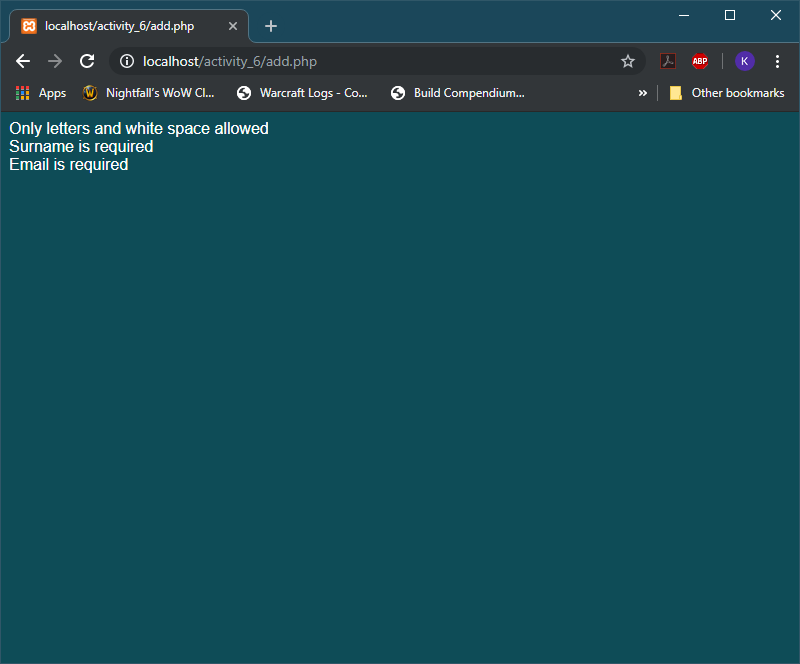 localhost/activity_6/add.php
localhost/activity_6/add.php
ABP
K
Apps
Nightfall's WoW Cl...
Warcraft Logs - Co...
Build Compendium...
»
Other bookmarks
Only letters and white space allowed
Surname is required
Email is required